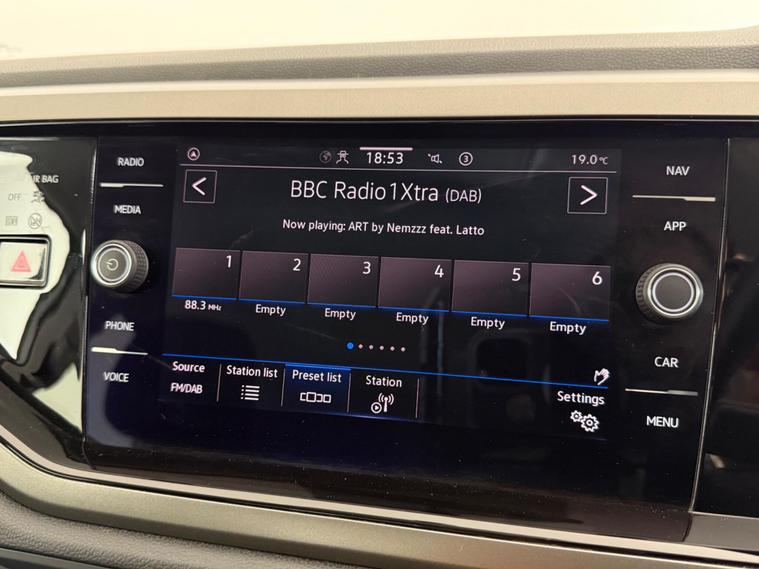 RADIO
18:53
3
19.0°C
NAV
BBC Radio 1Xtra (DAB)
MEDIA
APP
Now playing: ART by Nemzzz feat. Latto
BAG
OFF
1
2
3
4
5
6
88.3 MHz
Empty
Empty
Empty
Empty
Empty
PHONE
CAR
VOICE
Source
Station list
Preset list
Station
Settings
FM/DAB
MENU